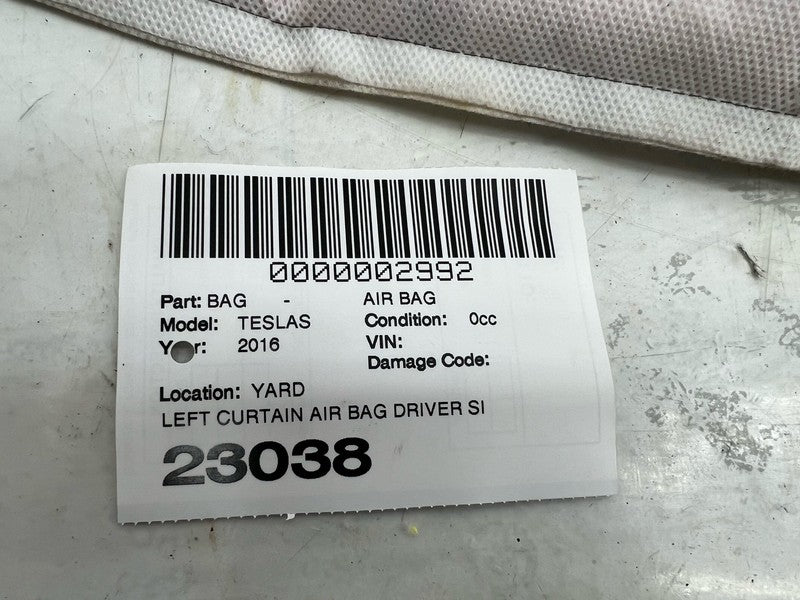 0000002992
Part: BAG - AIR BAG
Model: TESLAS Condition: 0cc
Year: 2016 VIN:
Damage Code:
Location: YARD
LEFT CURTAIN AIR BAG DRIVER SI
23038